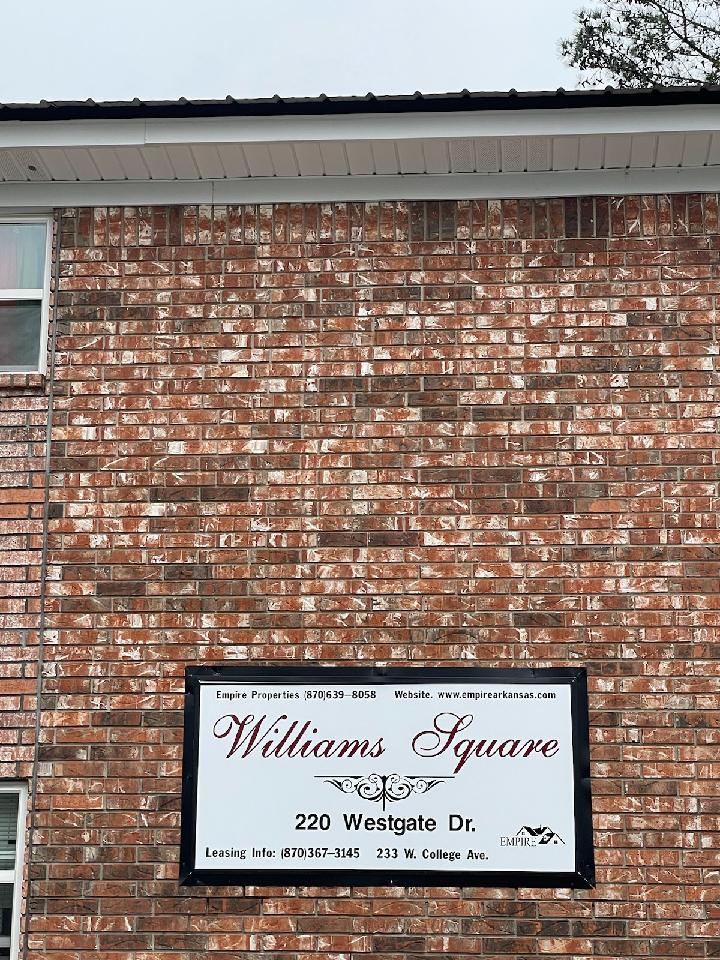 Empire Properties (870)639-8058 Website. www.empirearkansas.com
Williams Square
220 Westgate Dr.
EMPIRE
Leasing Info: (870)367-3145 233 W. College Ave.